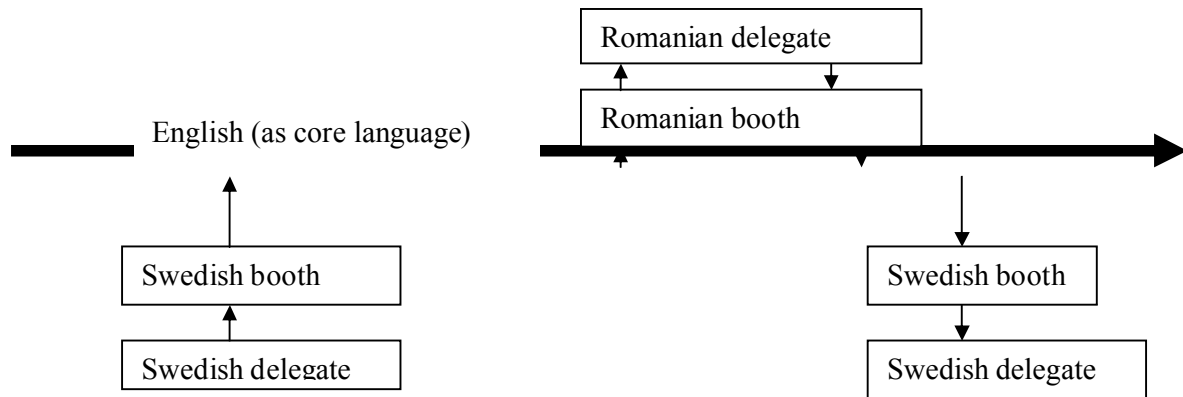 Romanian delegate
Romanian booth
English (as core language)
Swedish booth
Swedish booth
Swedish delegate
Swedish delegate